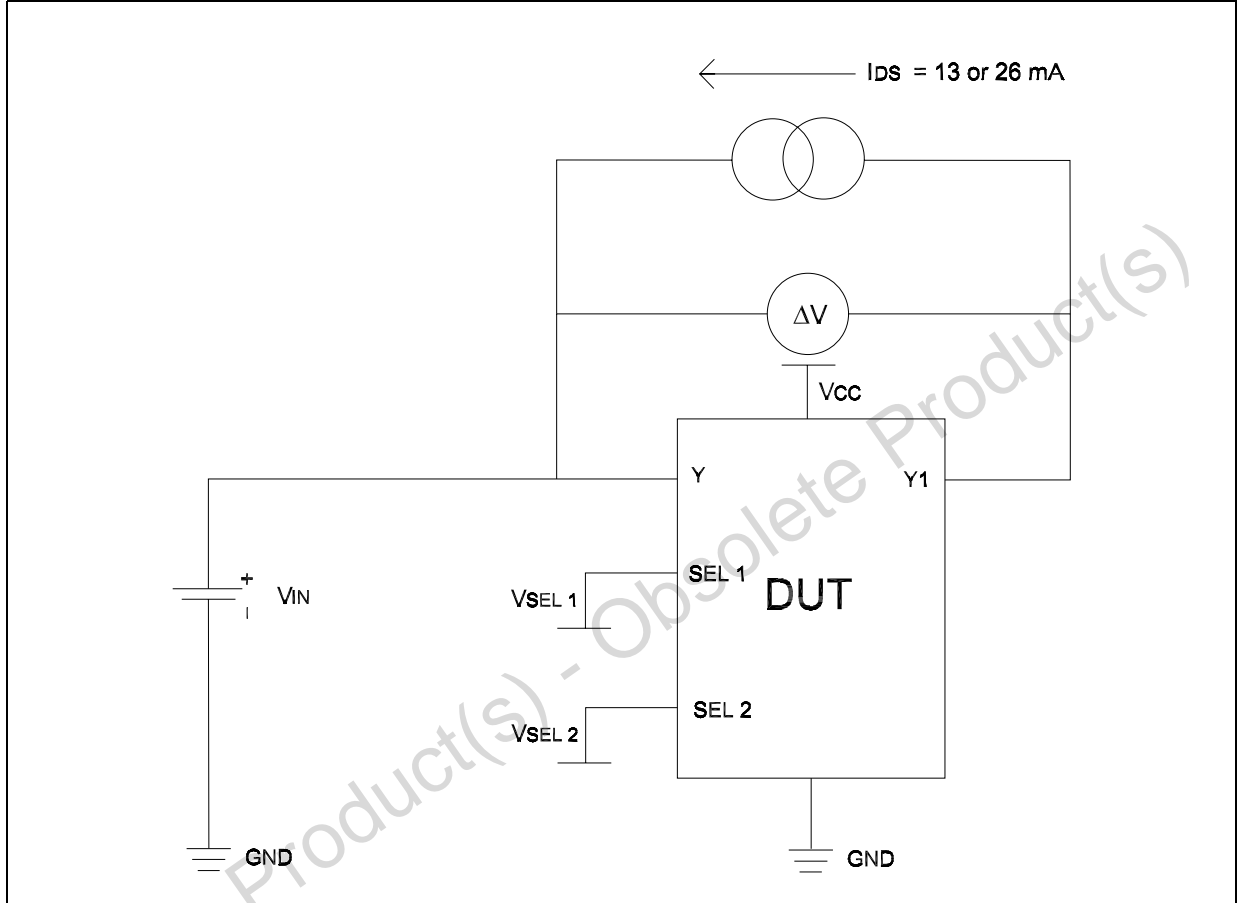 IDS = 13 or 26 mA
ΔV
VCC
Y
Y1
SEL 1
DUT
+
VIN
VSEL 1
SEL 2
VSEL 2
GND
GND
Product(s) - Obsolete Product(s)